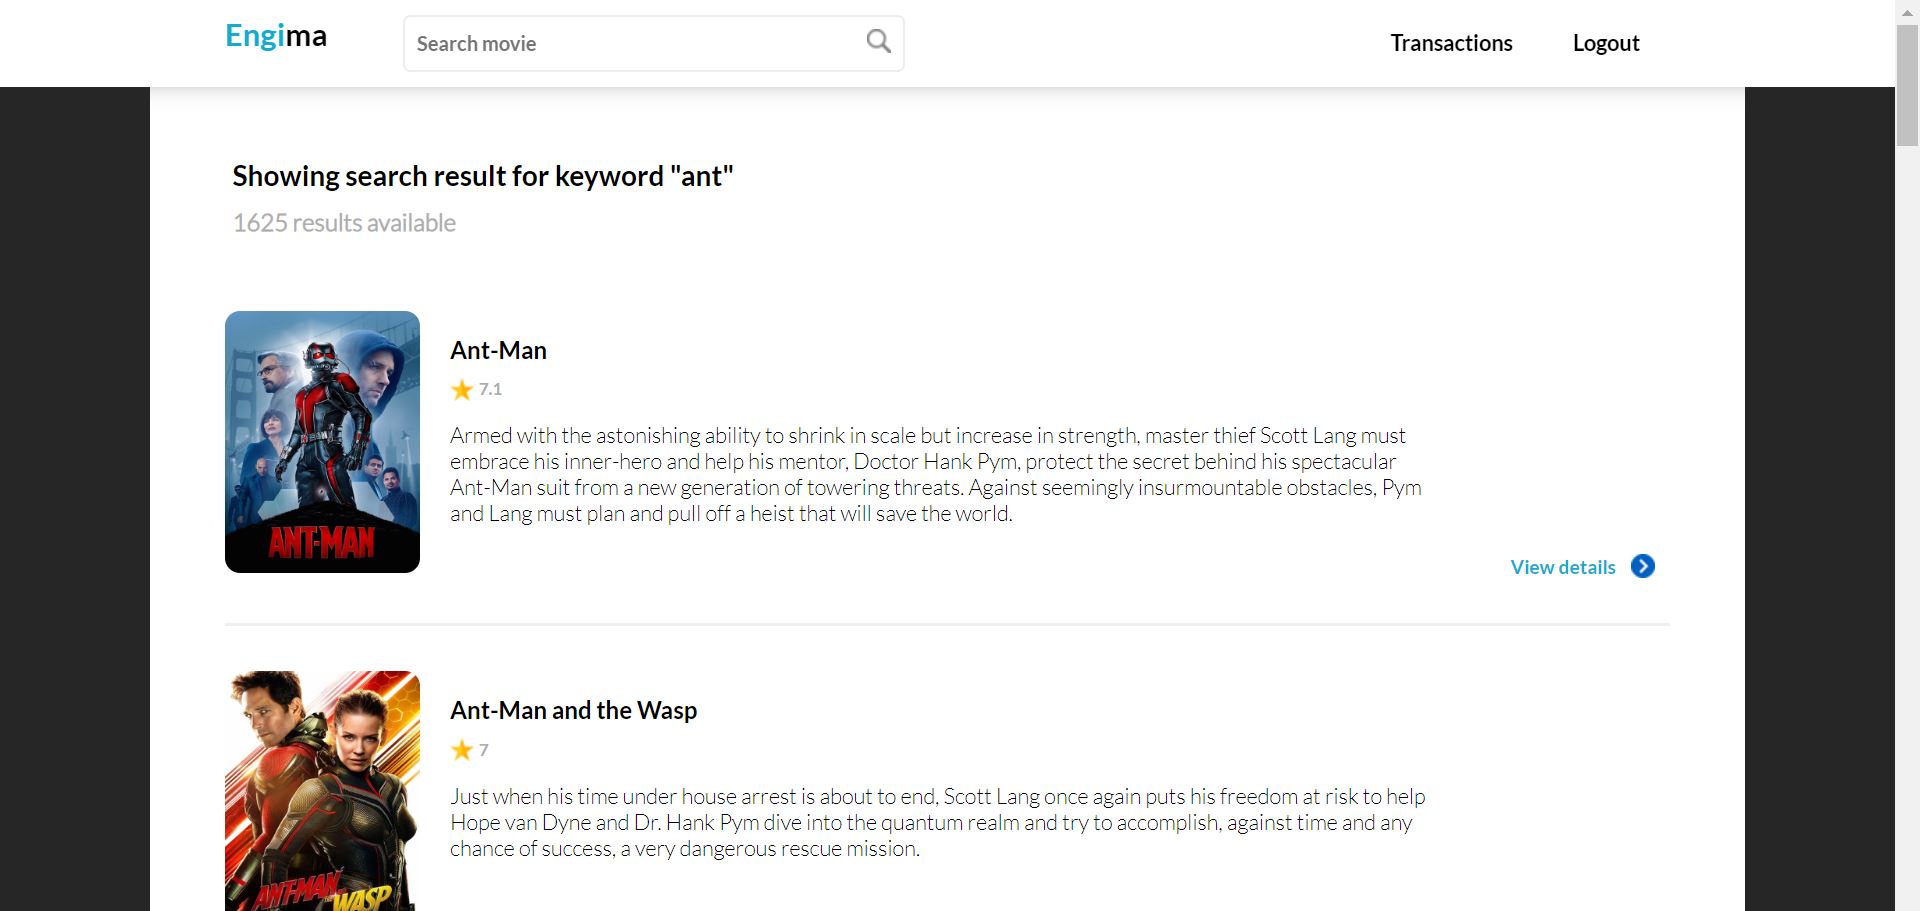 Engima
Search movie
Transactions
Logout
Showing search result for keyword "ant"
1625 results available
ANT-MAN
Ant-Man
7.1
Armed with the astonishing ability to shrink in scale but increase in strength, master thief Scott Lang must
embrace his inner-hero and help his mentor, Doctor Hank Pym, protect the secret behind his spectacular
Ant-Man suit from a new generation of towering threats. Against seemingly insurmountable obstacles, Pym
and Lang must plan and pull off a heist that will save the world.
View details
ANT-MAN
WASP
Ant-Man and the Wasp
7
Just when his time under house arrest is about to end, Scott Lang once again puts his freedom at risk to help
Hope van Dyne and Dr. Hank Pym dive into the quantum realm and try to accomplish, against time and any
chance of success, a very dangerous rescue mission.